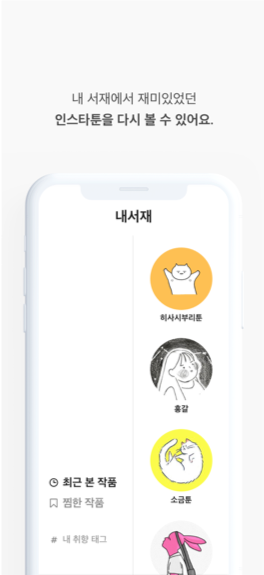 내 서재에서 재미있었던
인스타툰을 다시 볼 수 있어요.
내서재
히사시부리툰
홍갈
소금툰
최근 본 작품
찜한 작품
# 내 취향 태그